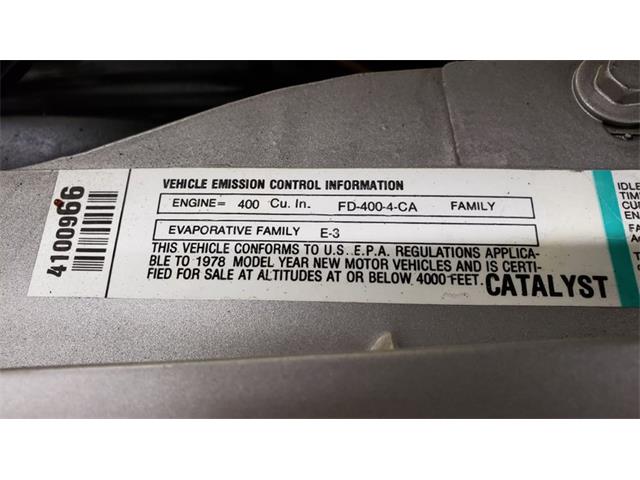 4100966
VEHICLE EMISSION CONTROL INFORMATION
ENGINE= 400 Cu. In. FD-400-4-CA FAMILY
EVAPORATIVE FAMILY E-3
THIS VEHICLE CONFORMS TO U.S. E.P.A. REGULATIONS APPLICA-
BLE TO 1978 MODEL YEAR NEW MOTOR VEHICLES AND IS CERTI-
FIED FOR SALE AT ALTITUDES AT OR BELOW 4000 FEET. CATALYST
IDLE